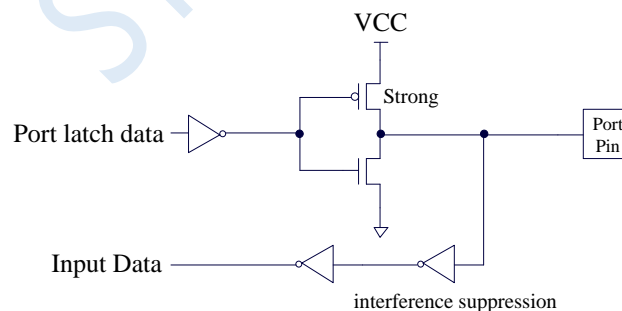 VCC
Strong
Port latch data
Port
Pin
Input Data
interference suppression